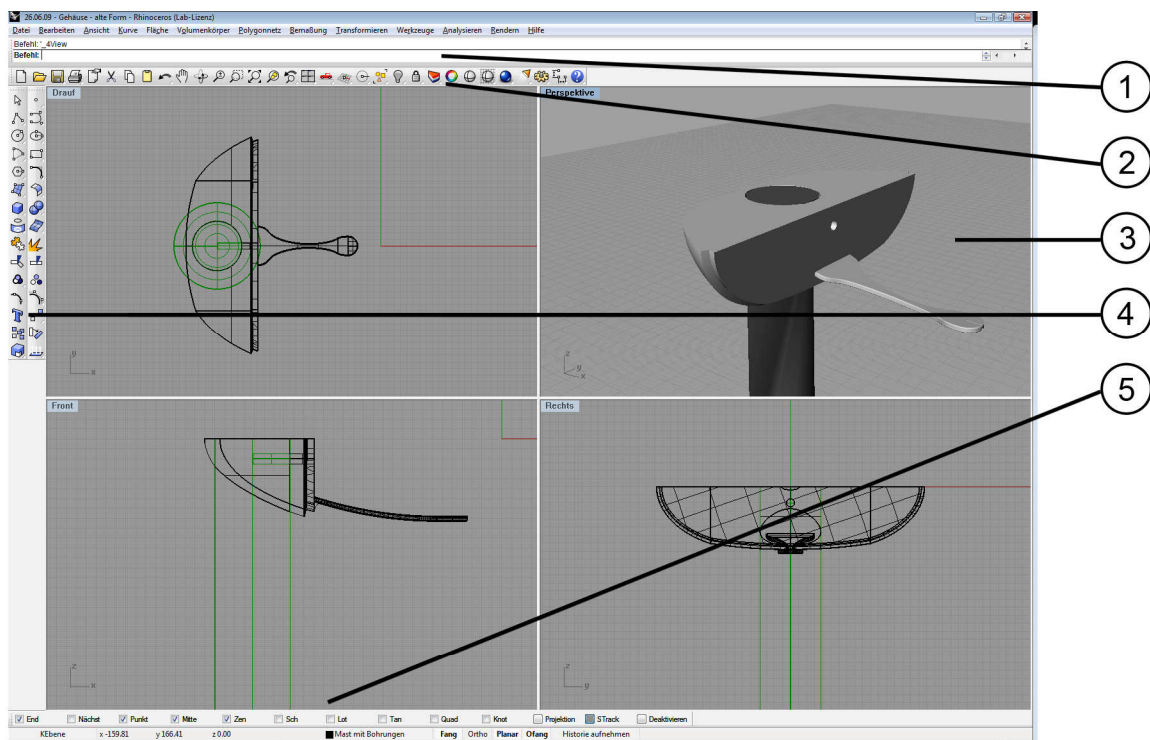 26.06.09 - Gehäuse - alte Form - Rhinoceros (Lab-Lizenz)
Datei Bearbeiten Ansicht Kurve Fläche Volumenkörper Polygonnetz Bemaßung Transformieren Werkzeuge Analysieren Rendern Hilfe
Befehl: '_4View
Befehl:
1
2
3
4
5
Drauf
Perspektive
y
x
z
y
x
Front
Rechts
z
x
z
y
End Nächst Punkt Mitte Zen Sch Lot Tan Quad Knot Projektion STrack Deaktivieren
KEbene x -159.81 y 166.41 z 0.00 Mast mit Bohrungen Fang Ortho Planar Ofang Historie aufnehmen